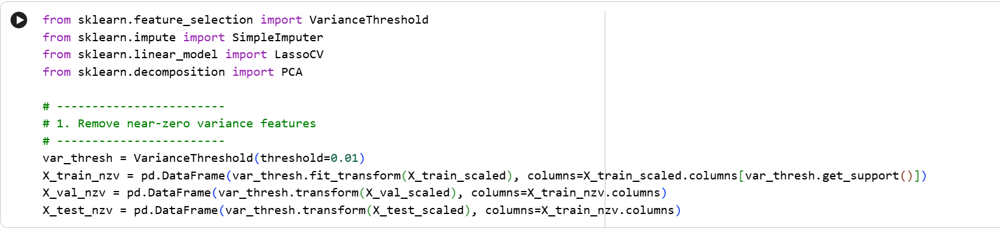 from sklearn.feature_selection import VarianceThreshold
from sklearn.impute import SimpleImputer
from sklearn.linear_model import LassoCV
from sklearn.decomposition import PCA
# ------------------------
# 1. Remove near-zero variance features
# ------------------------
var_thresh = VarianceThreshold(threshold=0.01)
X_train_nzv = pd.DataFrame(var_thresh.fit_transform(X_train_scaled), columns=X_train_scaled.columns[var_thresh.get_support()])
X_val_nzv = pd.DataFrame(var_thresh.transform(X_val_scaled), columns=X_train_nzv.columns)
X_test_nzv = pd.DataFrame(var_thresh.transform(X_test_scaled), columns=X_train_nzv.columns)